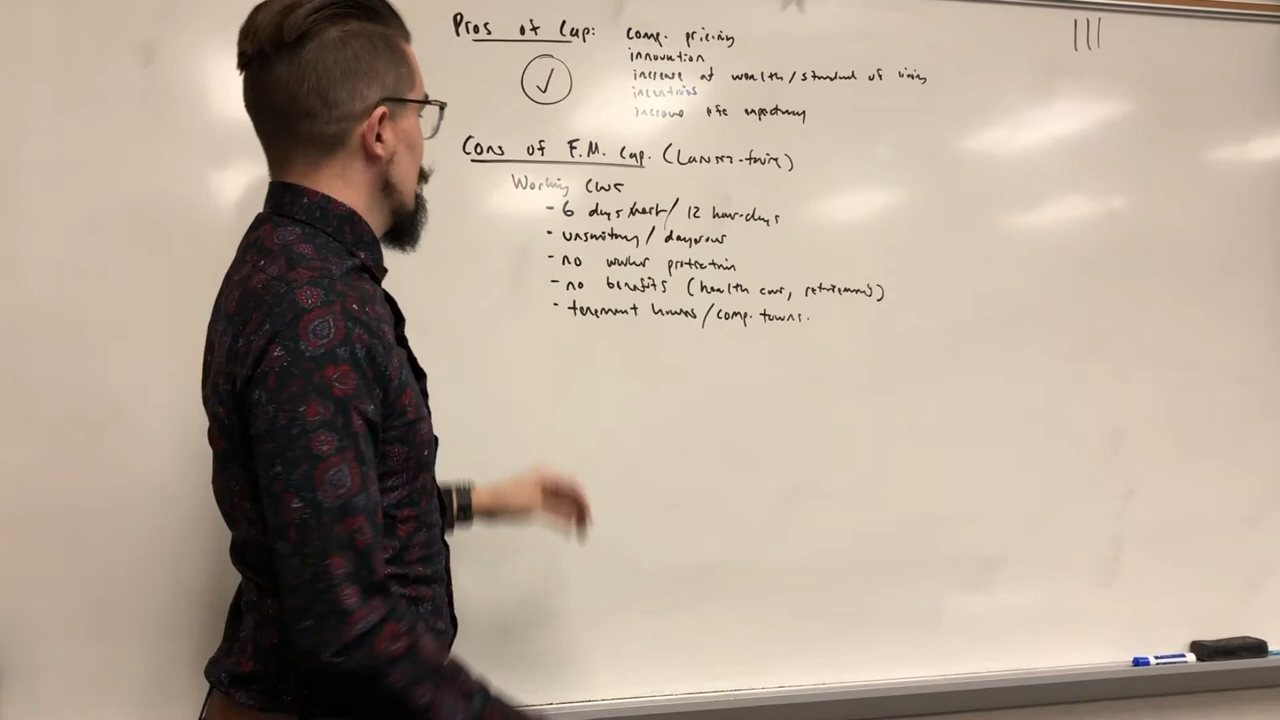 Pros of Cap: comp. pricing
innovation
increase of wealth/standard of living
incentives
increase life expectancy
Cons of F.M. Cap. (Laissez-faire)
Working Class
- 6 days week/ 12 hour-days
- unsanitary/ dangerous
- no worker protection
- no benefits (health care, retirement)
- tenement houses/comp. towns.